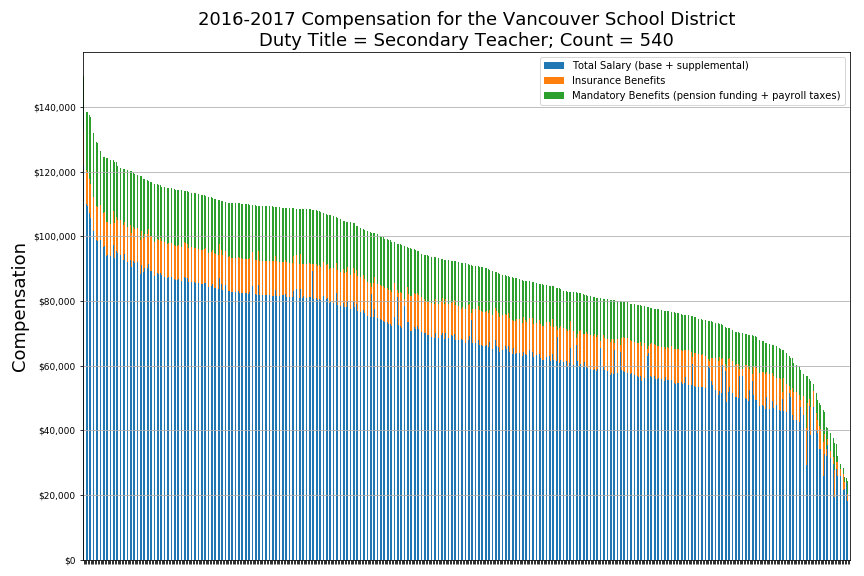 2016-2017 Compensation for the Vancouver School District
Duty Title = Secondary Teacher; Count = 540
Total Salary (base + supplemental)
Insurance Benefits
Mandatory Benefits (pension funding + payroll taxes)
Compensation
$140,000
$120,000
$100,000
$80,000
$60,000
$40,000
$20,000
$0